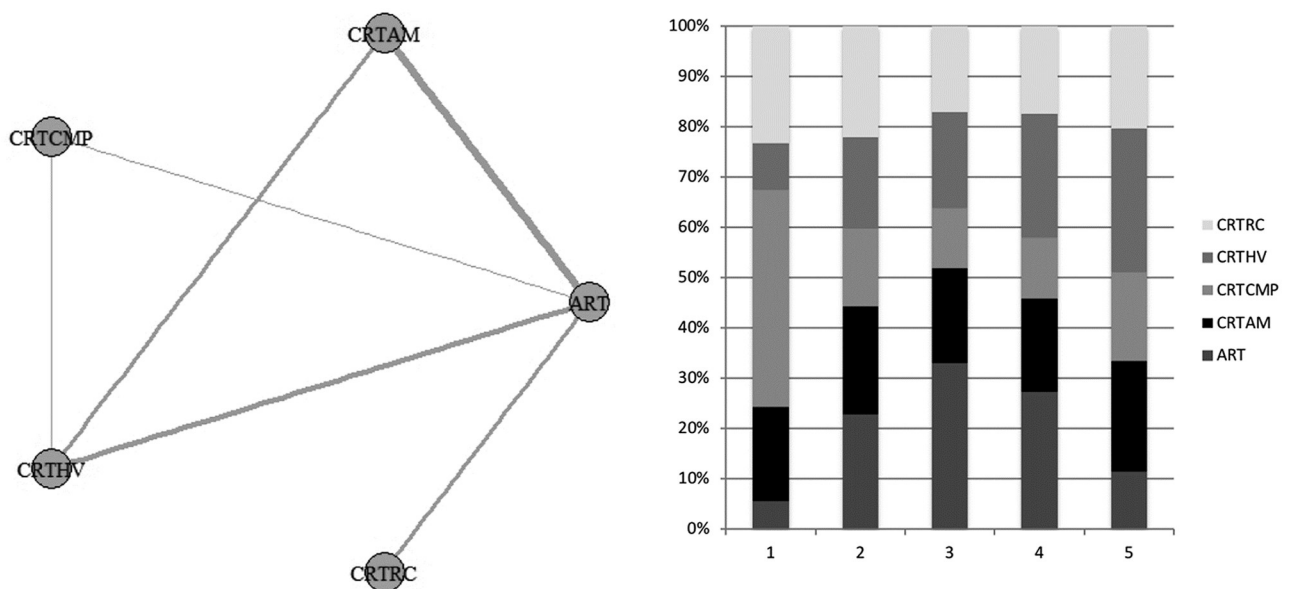 CRTAM
CRTCMP
ART
CRTHV
CRTRC
100%
90%
80%
70%
60%
50%
40%
30%
20%
10%
0%
1 2 3 4 5
CRTRC
CRTHV
CRTCMP
CRTAM
ART